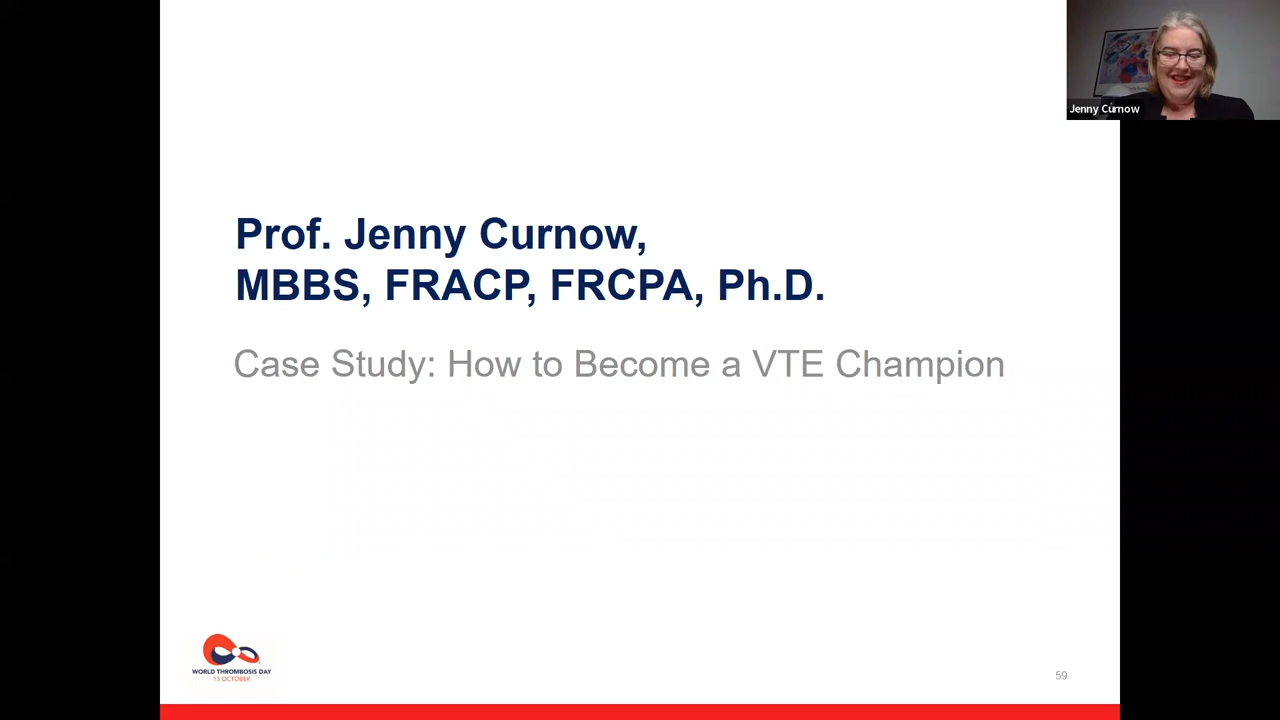 Jenny Curnow
Prof. Jenny Curnow,
MBBS, FRACP, FRCPA, Ph.D.
Case Study: How to Become a VTE Champion
WORLD THROMBOSIS DAY
13 OCTOBER
59